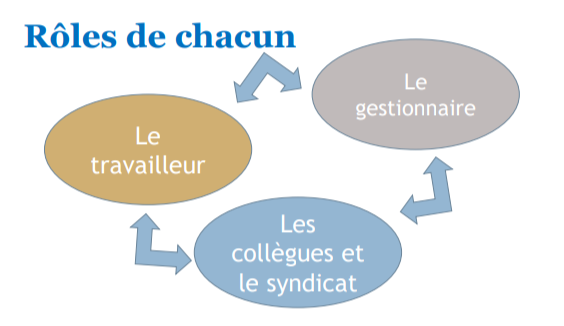 Rôles de chacun
Le
gestionnaire
Le
travailleur
Les
collègues et
le syndicat